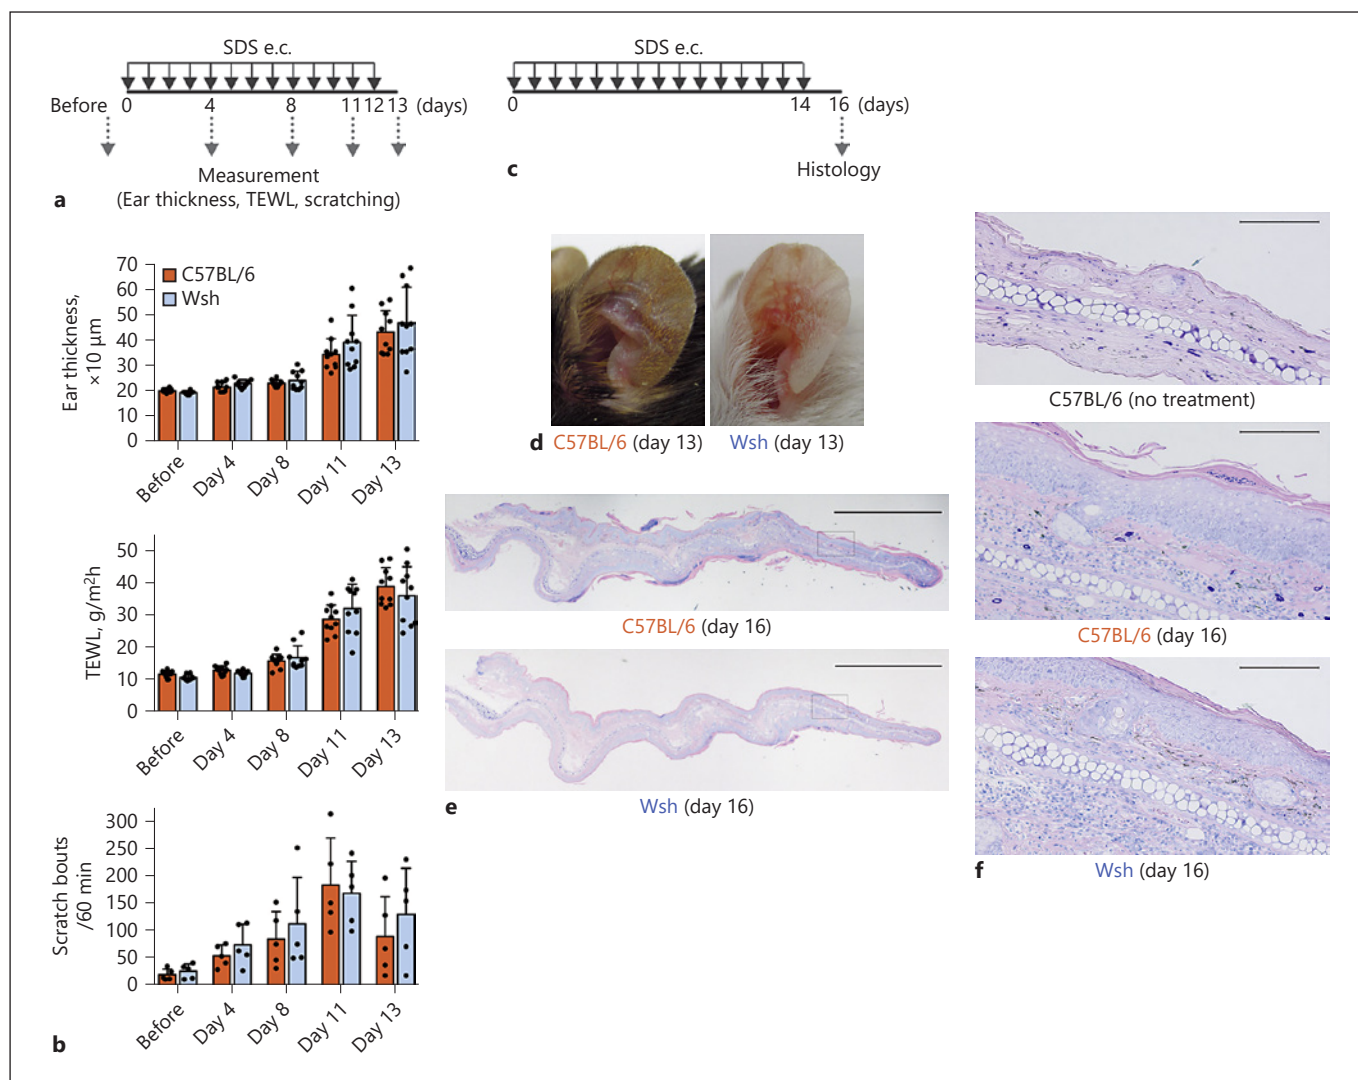 SDS e.c.
Before 0 4 8 11 12 13 (days)
Measurement
(Ear thickness, TEWL, scratching)
a
SDS e.c.
0 14 16 (days)
Histology
c
Ear thickness,
×10 µm
70
60
50
40
30
20
10
0
C57BL/6
Wsh
Before Day 4 Day 8 Day 11 Day 13
TEWL, g/m2h
50
40
30
20
10
0
Before Day 4 Day 8 Day 11 Day 13
Scratch bouts
/60 min
300
250
200
150
100
50
0
Before Day 4 Day 8 Day 11 Day 13
b
d C57BL/6 (day 13) Wsh (day 13)
C57BL/6 (day 16)
Wsh (day 16)
e
C57BL/6 (no treatment)
C57BL/6 (day 16)
Wsh (day 16)
f